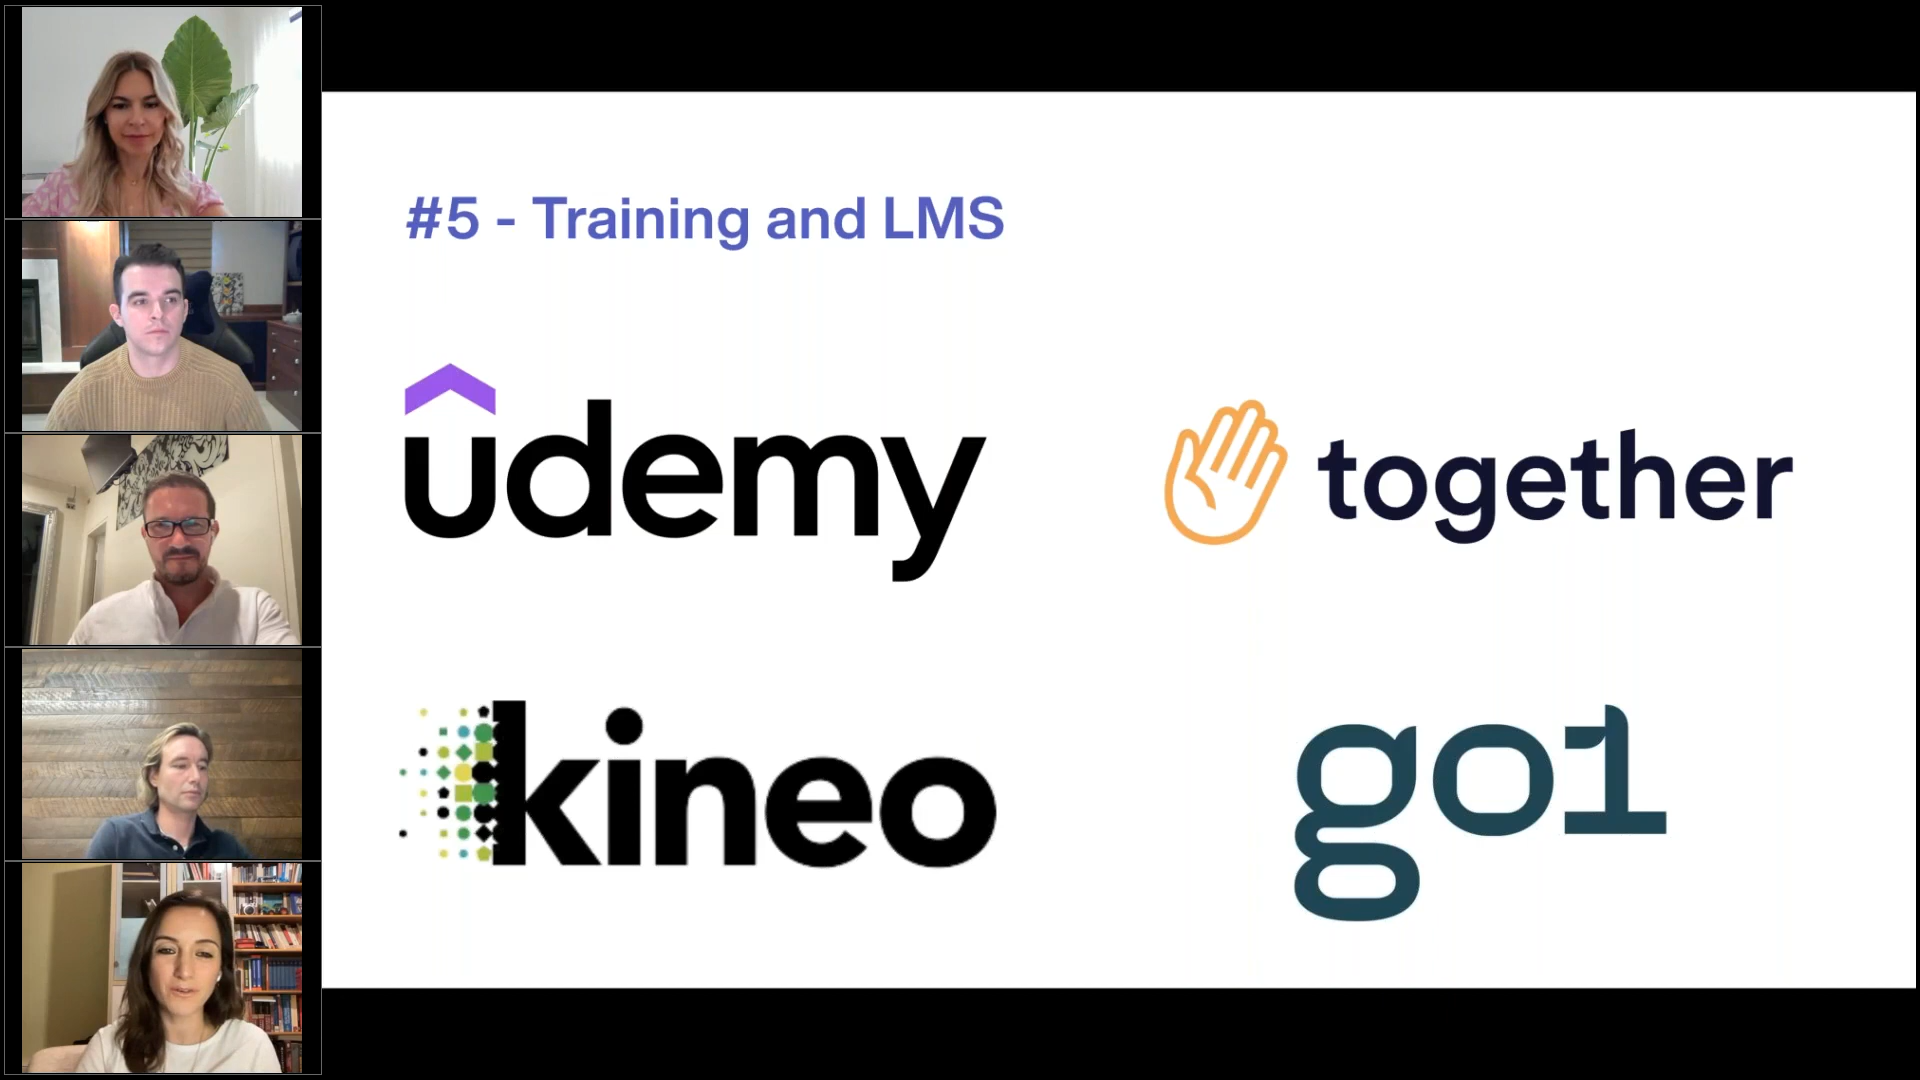 #5 - Training and LMS
udemy
together
kineo
go1